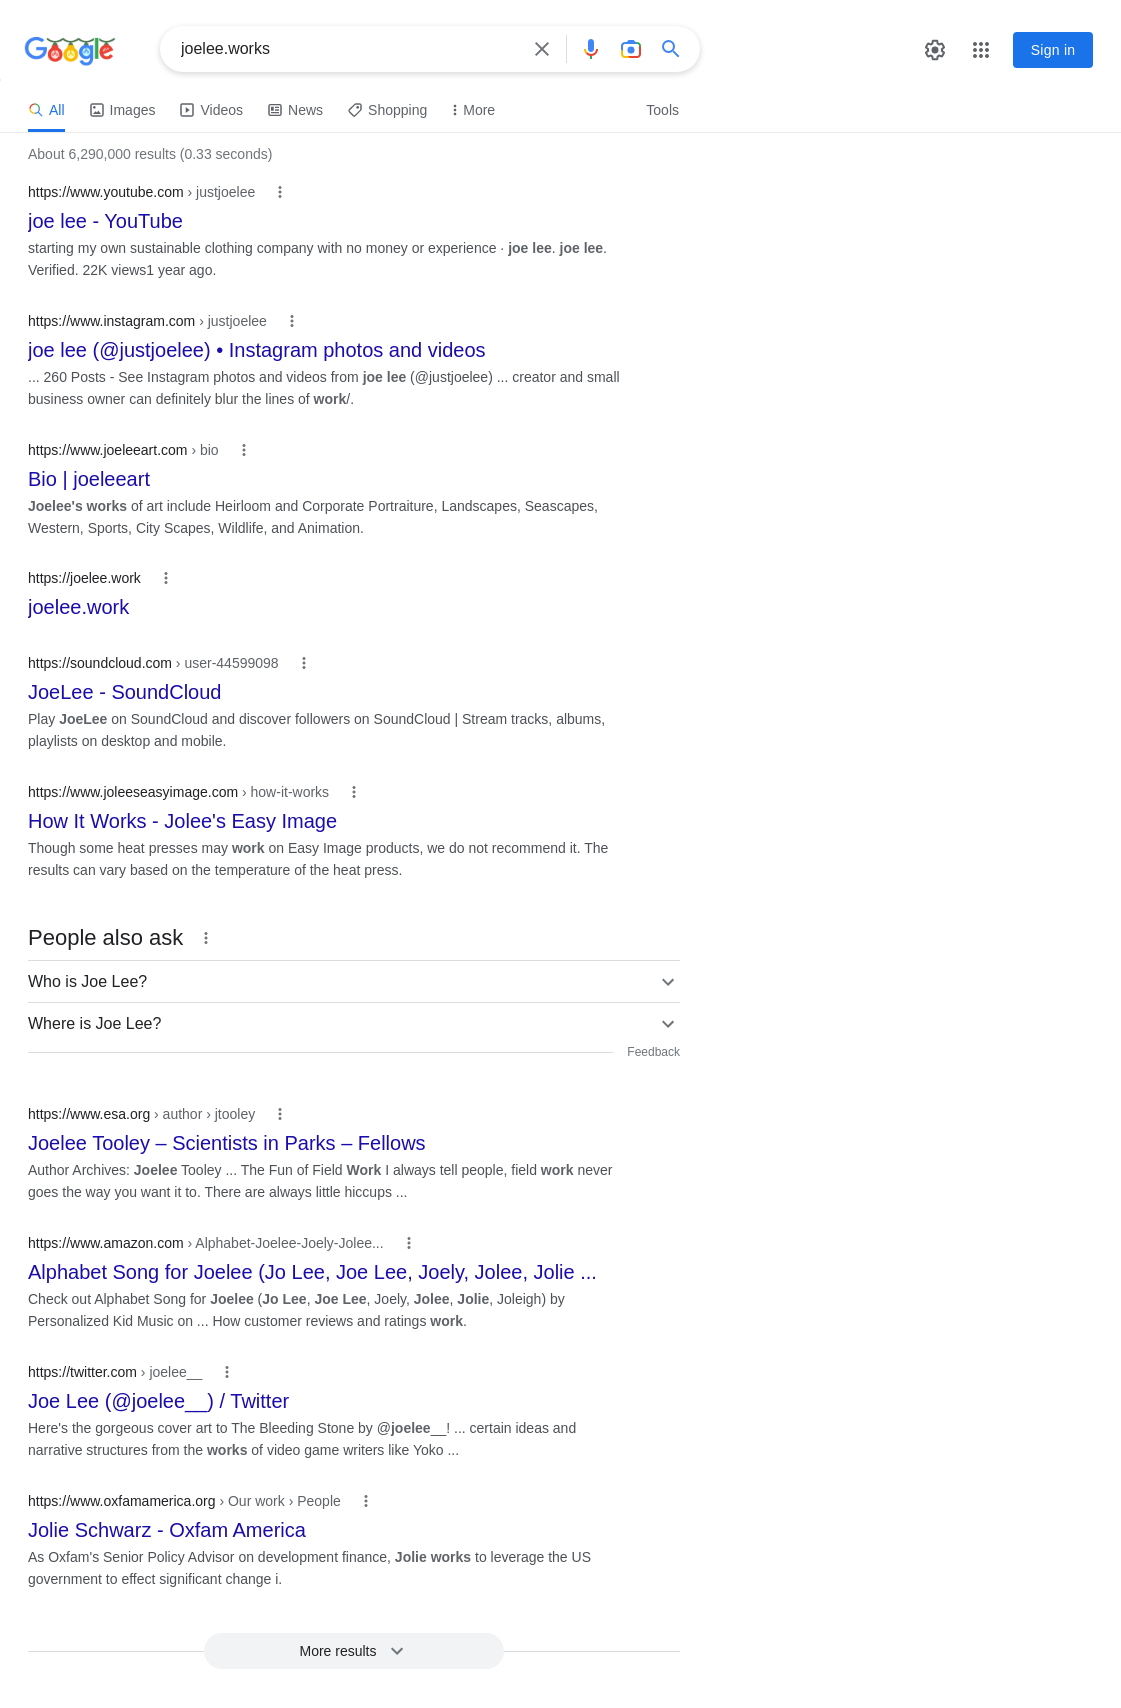 Google
joelee.works
Sign in
All Images Videos News Shopping More Tools
About 6,290,000 results (0.33 seconds)
https://www.youtube.com › justjoelee
joe lee - YouTube
starting my own sustainable clothing company with no money or experience · joe lee. joe lee.
Verified. 22K views1 year ago.
https://www.instagram.com › justjoelee
joe lee (@justjoelee) • Instagram photos and videos
... 260 Posts - See Instagram photos and videos from joe lee (@justjoelee) ... creator and small
business owner can definitely blur the lines of work/.
https://www.joeleeart.com › bio
Bio | joeleeart
Joelee's works of art include Heirloom and Corporate Portraiture, Landscapes, Seascapes,
Western, Sports, City Scapes, Wildlife, and Animation.
https://joelee.work
joelee.work
https://soundcloud.com › user-44599098
JoeLee - SoundCloud
Play JoeLee on SoundCloud and discover followers on SoundCloud | Stream tracks, albums,
playlists on desktop and mobile.
https://www.joleeseasyimage.com › how-it-works
How It Works - Jolee's Easy Image
Though some heat presses may work on Easy Image products, we do not recommend it. The
results can vary based on the temperature of the heat press.
People also ask
Who is Joe Lee?
Where is Joe Lee?
Feedback
https://www.esa.org › author › jtooley
Joelee Tooley – Scientists in Parks – Fellows
Author Archives: Joelee Tooley ... The Fun of Field Work I always tell people, field work never
goes the way you want it to. There are always little hiccups ...
https://www.amazon.com › Alphabet-Joelee-Joely-Jolee...
Alphabet Song for Joelee (Jo Lee, Joe Lee, Joely, Jolee, Jolie ...
Check out Alphabet Song for Joelee (Jo Lee, Joe Lee, Joely, Jolee, Jolie, Joleigh) by
Personalized Kid Music on ... How customer reviews and ratings work.
https://twitter.com › joelee__
Joe Lee (@joelee__) / Twitter
Here's the gorgeous cover art to The Bleeding Stone by @joelee__! ... certain ideas and
narrative structures from the works of video game writers like Yoko ...
https://www.oxfamamerica.org › Our work › People
Jolie Schwarz - Oxfam America
As Oxfam's Senior Policy Advisor on development finance, Jolie works to leverage the US
government to effect significant change i.
More results